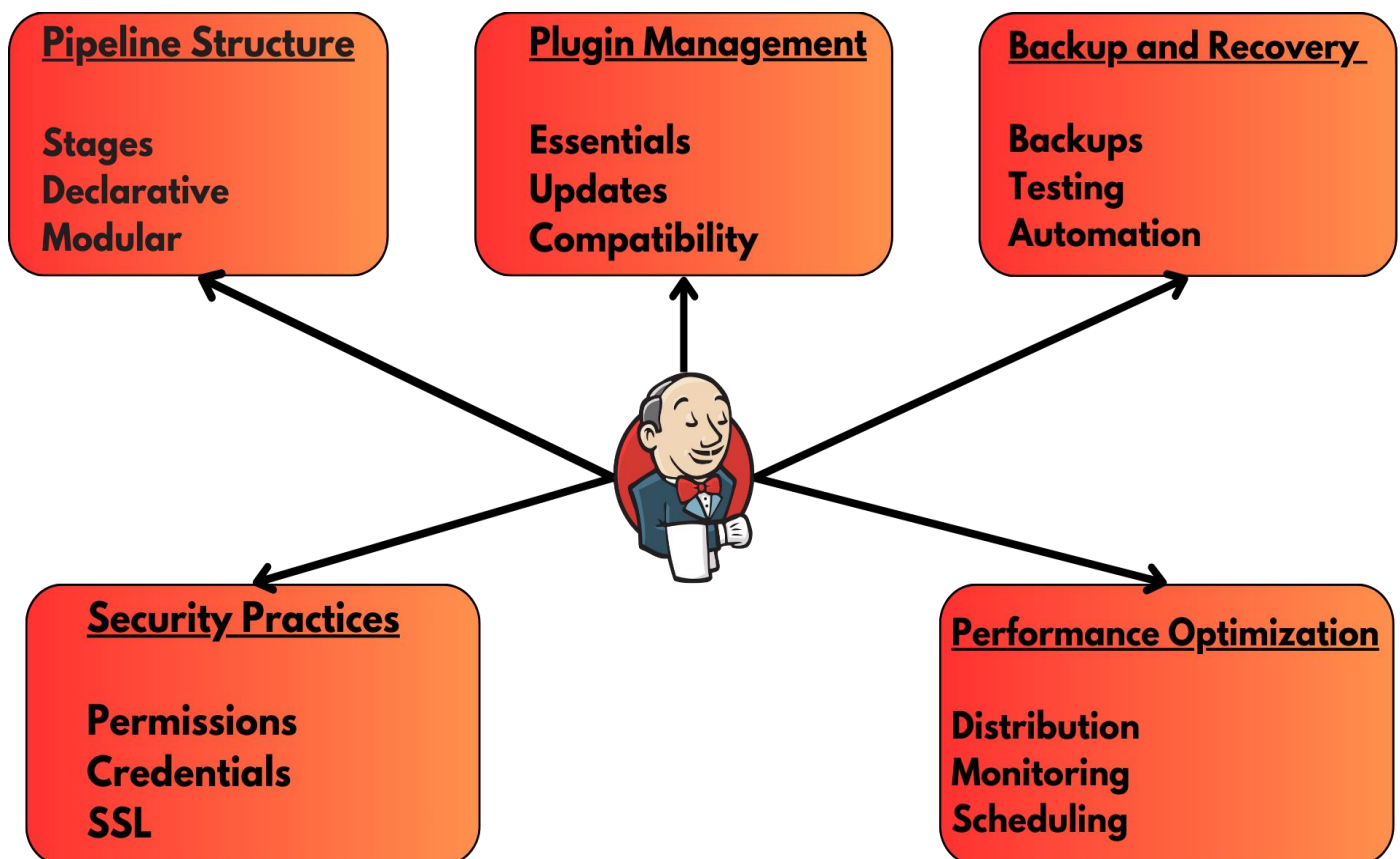 Pipeline Structure
Stages
Declarative
Modular
Plugin Management
Essentials
Updates
Compatibility
Backup and Recovery
Backups
Testing
Automation
Security Practices
Permissions
Credentials
SSL
Performance Optimization
Distribution
Monitoring
Scheduling